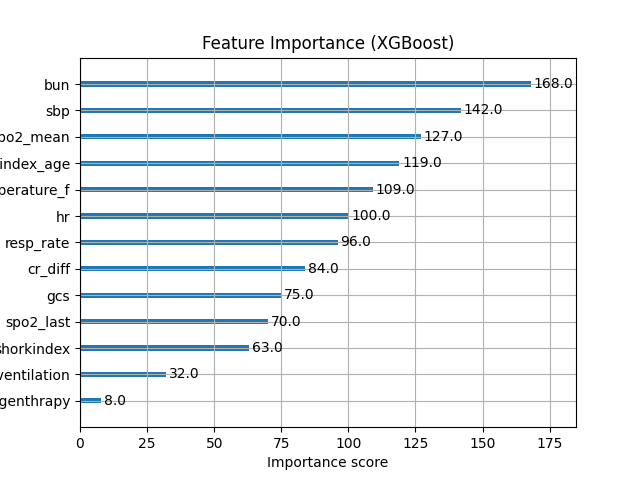 Feature Importance (XGBoost)
bun 168.0
sbp 142.0
po2_mean 127.0
index_age 119.0
perature_f 109.0
hr 100.0
resp_rate 96.0
cr_diff 84.0
gcs 75.0
spo2_last 70.0
shorkindex 63.0
ventilation 32.0
genthrapy 8.0
0 25 50 75 100 125 150 175
Importance score